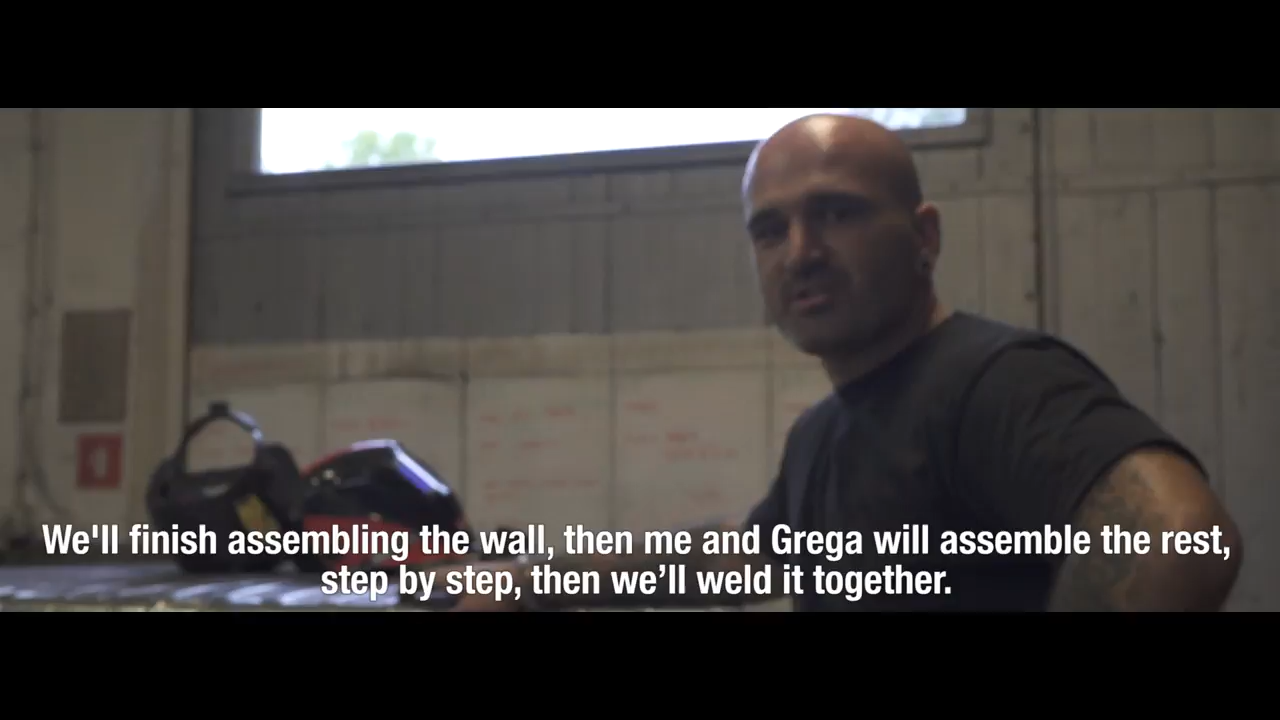 We'll finish assembling the wall, then me and Grega will assemble the rest,
step by step, then we’ll weld it together.